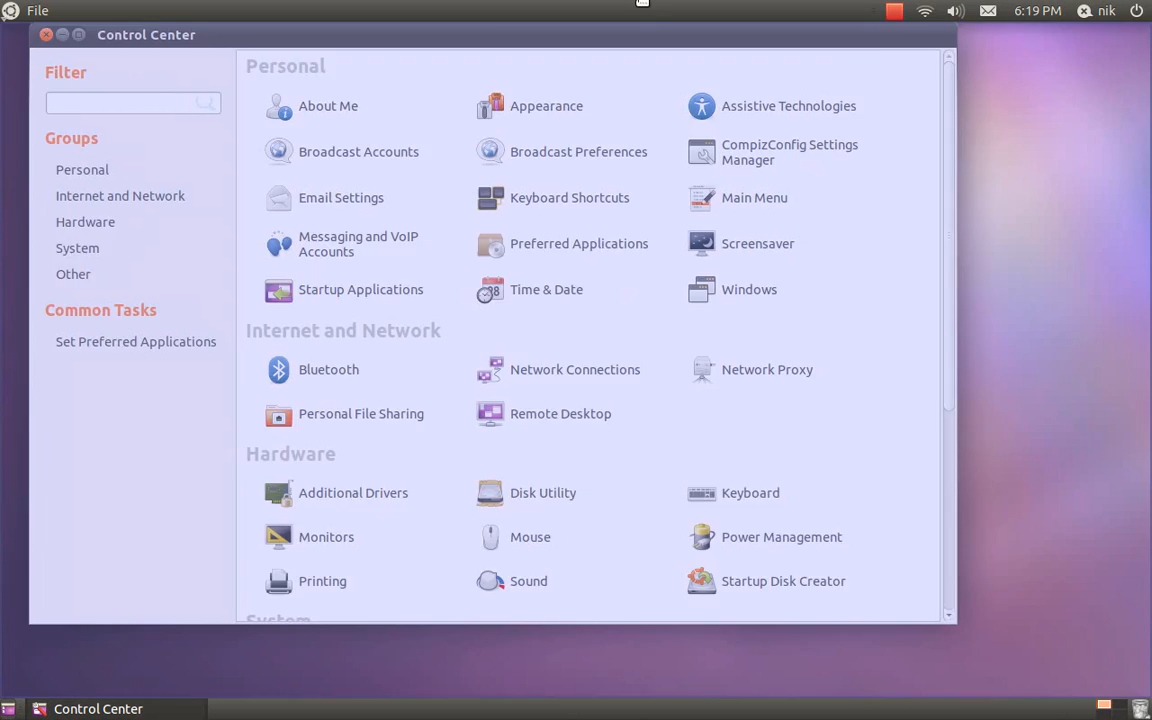 File
6:19 PM
nik
Control Center
Filter
Groups
Personal
Internet and Network
Hardware
System
Other
Common Tasks
Set Preferred Applications
Personal
About Me
Appearance
Assistive Technologies
Broadcast Accounts
Broadcast Preferences
CompizConfig Settings
Manager
Email Settings
Keyboard Shortcuts
Main Menu
Messaging and VoIP
Accounts
Preferred Applications
Screensaver
Startup Applications
Time & Date
Windows
Internet and Network
Bluetooth
Network Connections
Network Proxy
Personal File Sharing
Remote Desktop
Hardware
Additional Drivers
Disk Utility
Keyboard
Monitors
Mouse
Power Management
Printing
Sound
Startup Disk Creator
System
Control Center